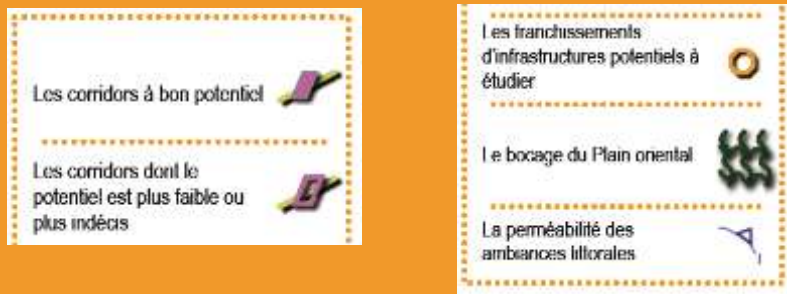 Les corridors à bon potentiel
Les corridors dont le
potentiel est plus faible ou
plus indécis
Les franchissements
d'infrastructures potentiels à
étudier
Le bocage du Plain oriental
La perméabilité des
ambiances littorales